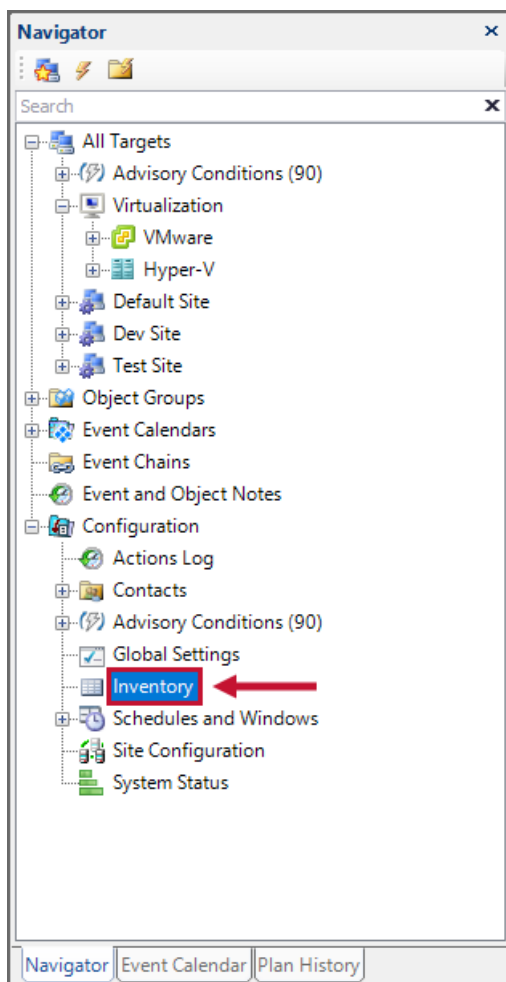 Navigator
Search
All Targets
Advisory Conditions (90)
Virtualization
VMware
Hyper-V
Default Site
Dev Site
Test Site
Object Groups
Event Calendars
Event Chains
Event and Object Notes
Configuration
Actions Log
Contacts
Advisory Conditions (90)
Global Settings
Inventory
Schedules and Windows
Site Configuration
System Status
Navigator Event Calendar Plan History